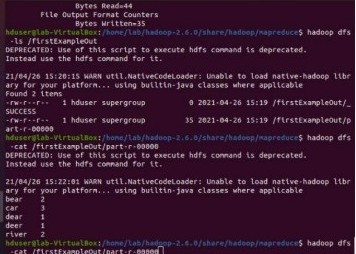 Bytes Read=44
File Output Format Counters
Bytes Written=35
hduser@lab-VirtualBox:/home/lab/hadoop-2.6.0/share/hadoop/mapreduce$ hadoop dfs
-ls /firstExampleOut
DEPRECATED: Use of this script to execute hdfs command is deprecated.
Instead use the hdfs command for it.
21/04/26 15:20:15 WARN util.NativeCodeLoader: Unable to load native-hadoop libr
ary for your platform... using builtin-java classes where applicable
Found 2 items
-rw-r--r-- 1 hduser supergroup 0 2021-04-26 15:19 /firstExampleOut/_
SUCCESS
-rw-r--r-- 1 hduser supergroup 35 2021-04-26 15:19 /firstExampleOut/p
art-r-00000
hduser@lab-VirtualBox:/home/lab/hadoop-2.6.0/share/hadoop/mapreduce$ hadoop dfs
-cat /firstExampleOut/part-r-00000
DEPRECATED: Use of this script to execute hdfs command is deprecated.
Instead use the hdfs command for it.
21/04/26 15:22:01 WARN util.NativeCodeLoader: Unable to load native-hadoop libr
ary for your platform... using builtin-java classes where applicable
bear 2
car 3
dear 1
deer 1
river 2
hduser@lab-VirtualBox:/home/lab/hadoop-2.6.0/share/hadoop/mapreduce$ hadoop dfs
-cat /firstExampleOut/part-r-00000